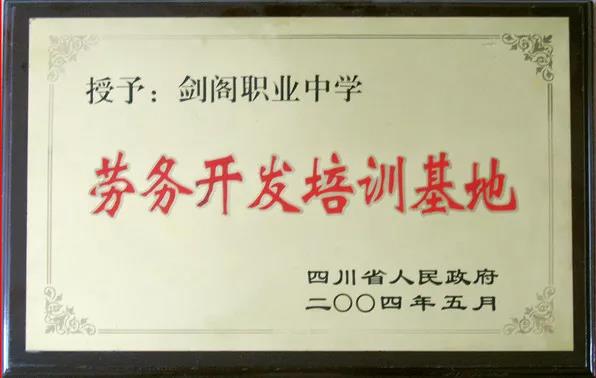 授予：剑阁职业中学
劳务开发培训基地
四川省人民政府
二〇〇四年五月